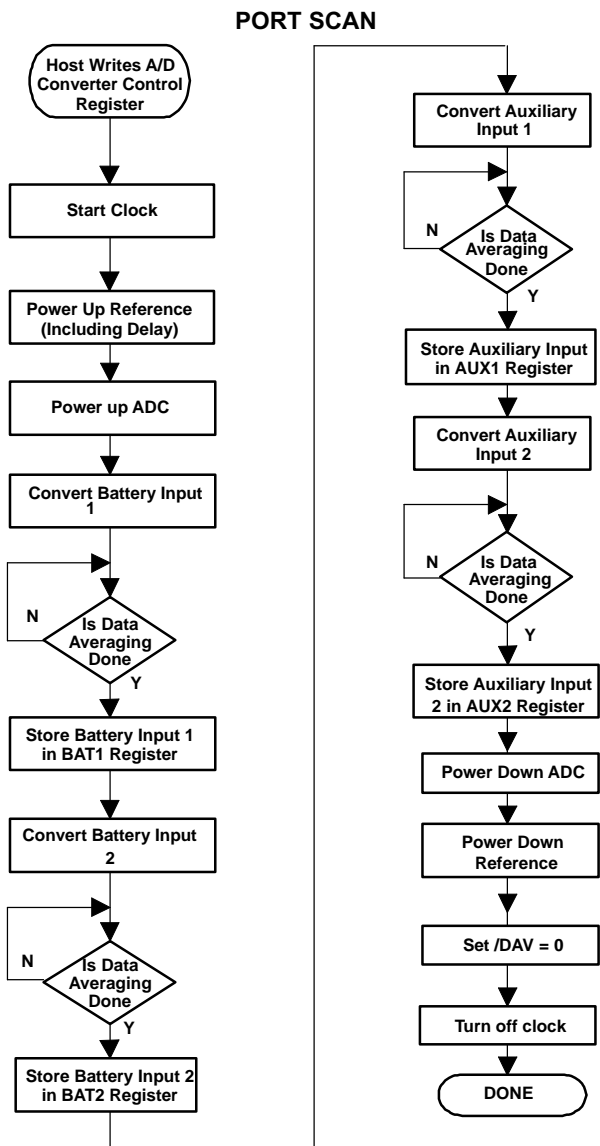 PORT SCAN
Host Writes A/D
Converter Control
Register
Start Clock
Power Up Reference
(Including Delay)
Power up ADC
Convert Battery Input
1
N
Is Data
Averaging
Done
Y
Store Battery Input 1
in BAT1 Register
Convert Battery Input
2
N
Is Data
Averaging
Done
Y
Store Battery Input 2
in BAT2 Register
Convert Auxiliary
Input 1
N
Is Data
Averaging
Done
Y
Store Auxiliary Input
in AUX1 Register
Convert Auxiliary
Input 2
N
Is Data
Averaging
Done
Y
Store Auxiliary Input
2 in AUX2 Register
Power Down ADC
Power Down
Reference
Set /DAV = 0
Turn off clock
DONE